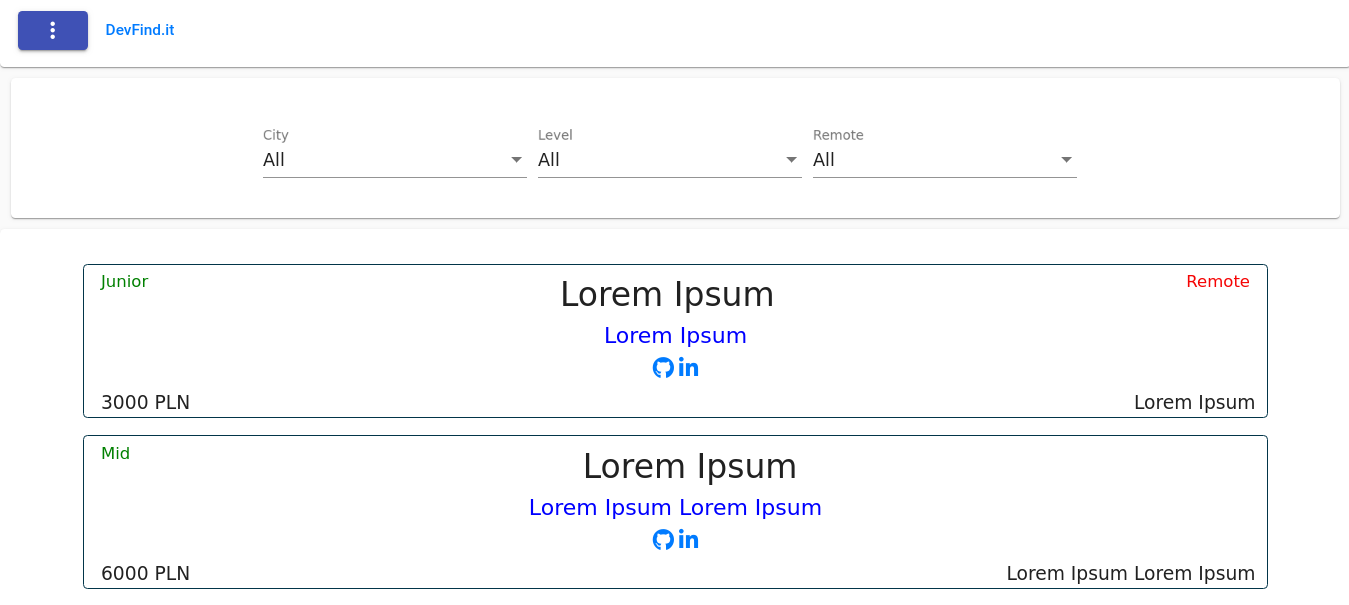 DevFind.it
City Level Remote
All All All
Junior Lorem Ipsum Remote
Lorem Ipsum
in
3000 PLN Lorem Ipsum
Mid Lorem Ipsum
Lorem Ipsum Lorem Ipsum
in
6000 PLN Lorem Ipsum Lorem Ipsum